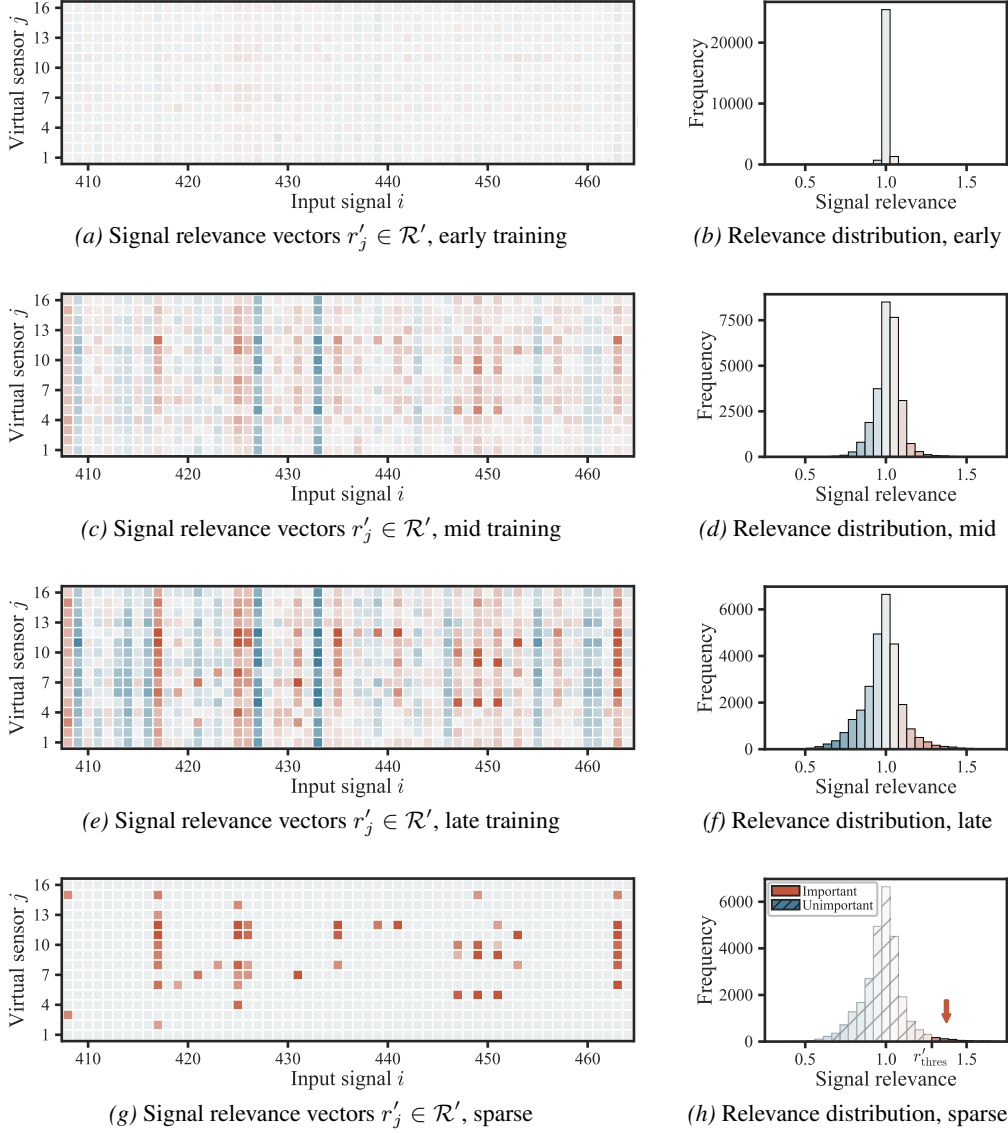 Virtual sensor j
16
13
10
7
4
1
410 420 430 440 450 460
Input signal i
(a) Signal relevance vectors r′j ∈ R′, early training
Frequency
20000
10000
0
0.5 1.0 1.5
Signal relevance
(b) Relevance distribution, early
Virtual sensor j
16
13
10
7
4
1
410 420 430 440 450 460
Input signal i
(c) Signal relevance vectors r′j ∈ R′, mid training
Frequency
7500
5000
2500
0
0.5 1.0 1.5
Signal relevance
(d) Relevance distribution, mid
Virtual sensor j
16
13
10
7
4
1
410 420 430 440 450 460
Input signal i
(e) Signal relevance vectors r′j ∈ R′, late training
Frequency
6000
4000
2000
0
0.5 1.0 1.5
Signal relevance
(f) Relevance distribution, late
Virtual sensor j
16
13
10
7
4
1
410 420 430 440 450 460
Input signal i
(g) Signal relevance vectors r′j ∈ R′, sparse
Frequency
6000
4000
2000
0
Important
Unimportant
0.5 1.0 r′thres 1.5
Signal relevance
(h) Relevance distribution, sparse